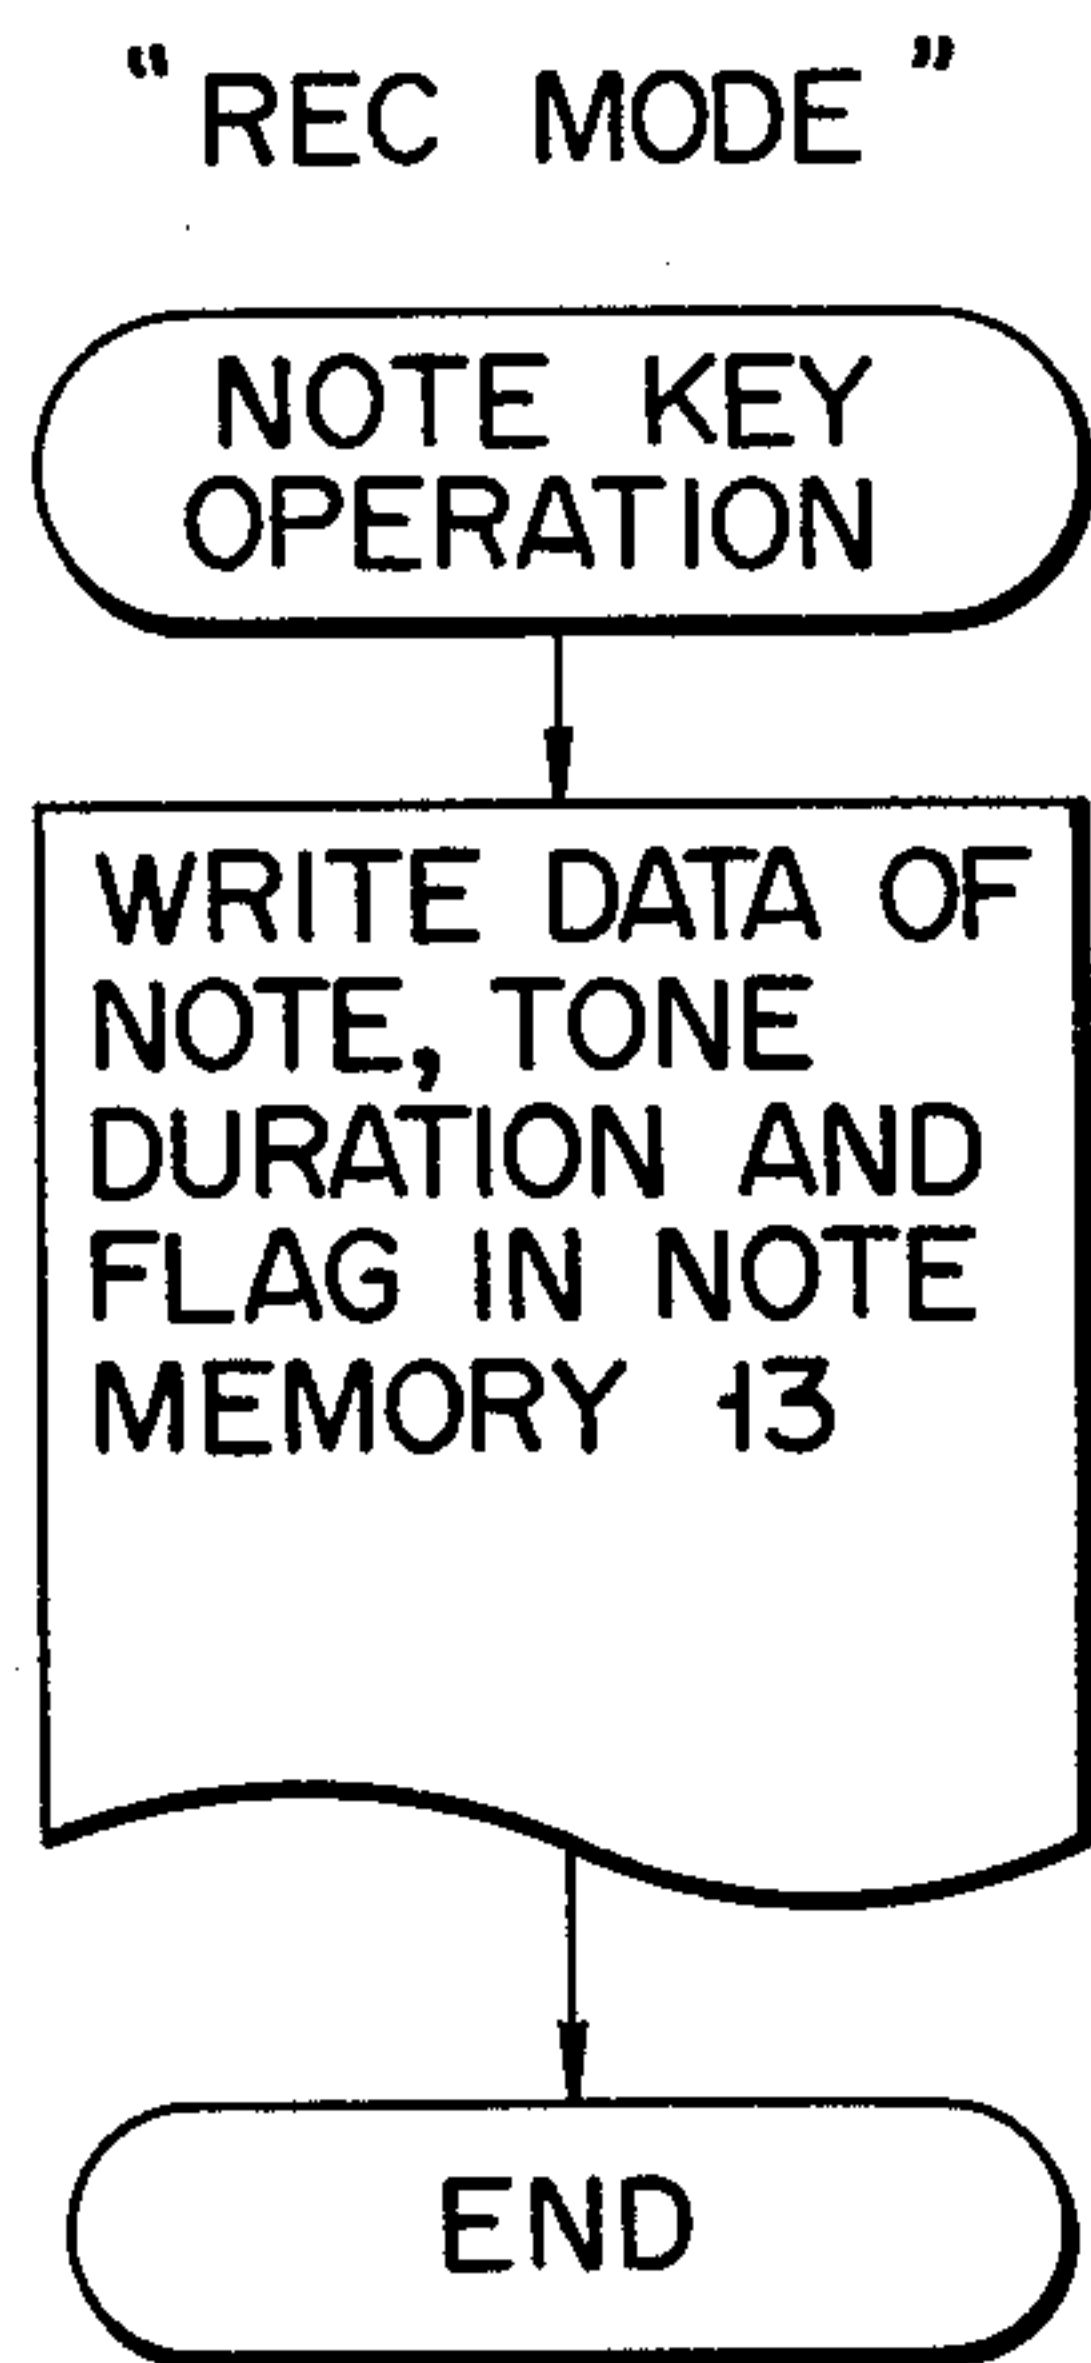 “REC MODE”
NOTE KEY
OPERATION
WRITE DATA OF
NOTE, TONE
DURATION AND
FLAG IN NOTE
MEMORY 13
END